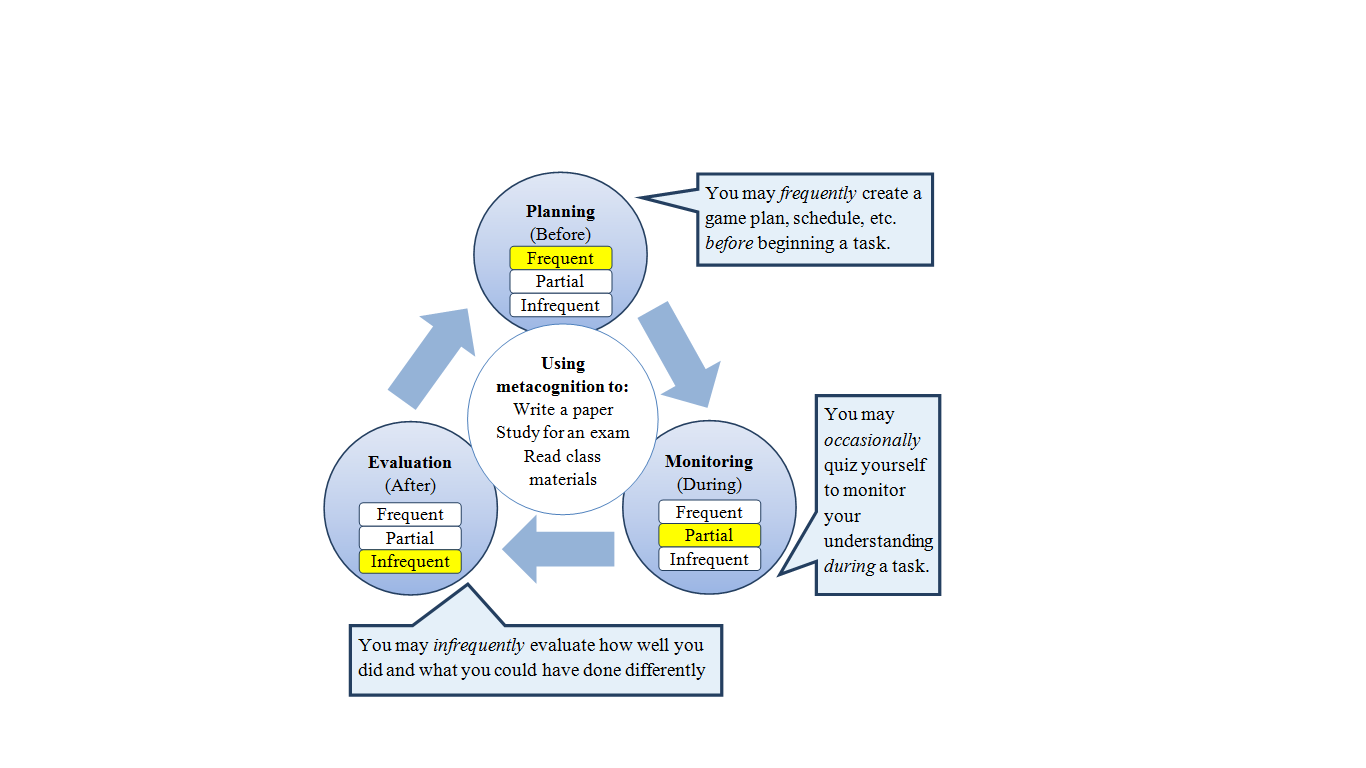 Planning
(Before)
Frequent
Partial
Infrequent
You may frequently create a
game plan, schedule, etc.
before beginning a task.
Using
metacognition to:
Write a paper
Study for an exam
Read class
materials
Monitoring
(During)
Frequent
Partial
Infrequent
You may
occasionally
quiz yourself
to monitor
your
understanding
during a task.
Evaluation
(After)
Frequent
Partial
Infrequent
You may infrequently evaluate how well you
did and what you could have done differently